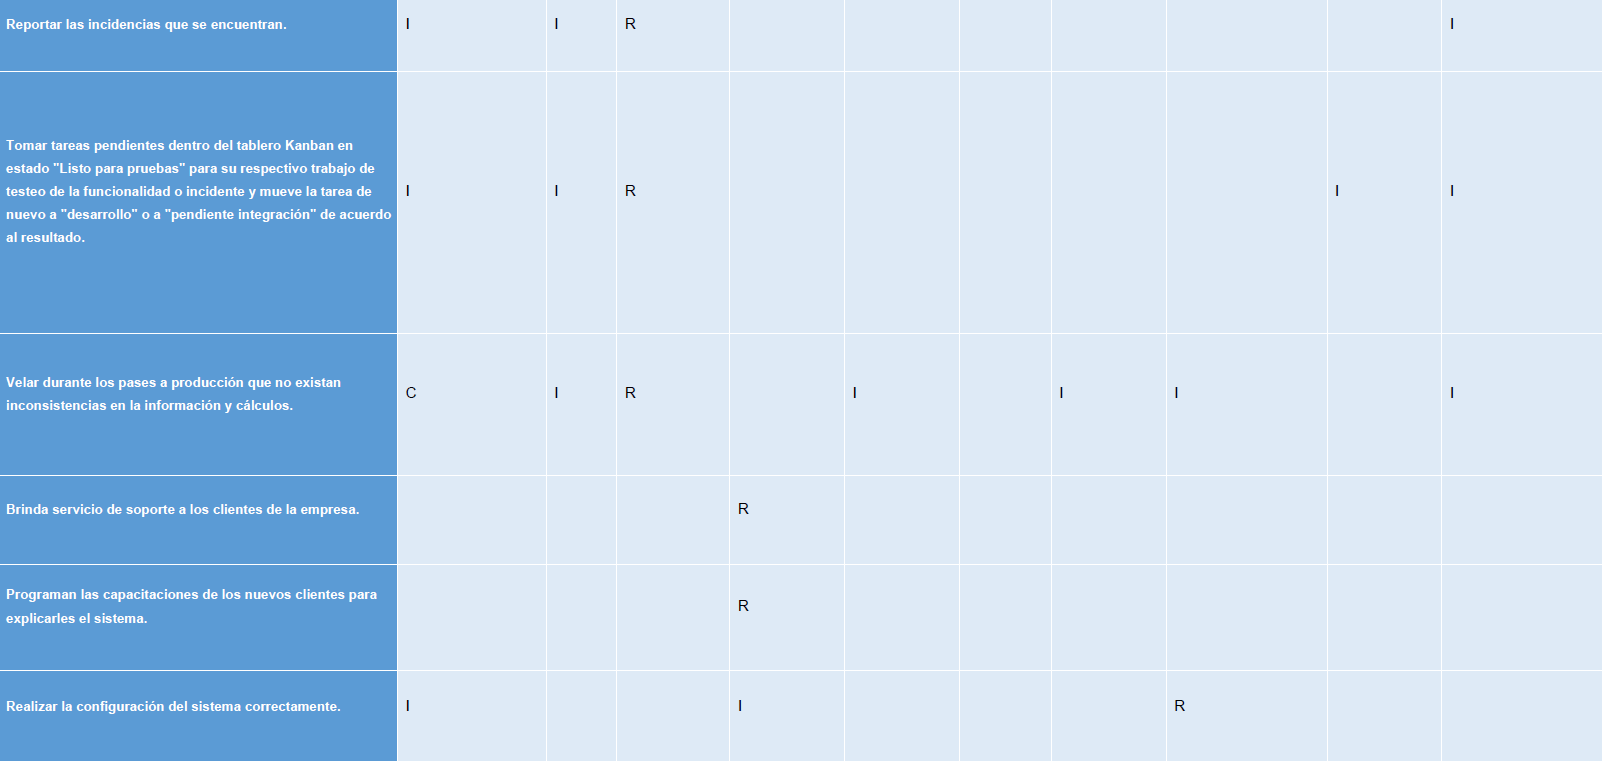 Reportar las incidencias que se encuentran. I I R I
Tomar tareas pendientes dentro del tablero Kanban en
estado "Listo para pruebas" para su respectivo trabajo de
testeo de la funcionalidad o incidente y mueve la tarea de
nuevo a "desarrollo" o a "pendiente integración" de acuerdo
al resultado.
I I R I I
Velar durante los pases a producción que no existan
inconsistencias en la información y cálculos.
C I R I I I I
Brinda servicio de soporte a los clientes de la empresa. R
Programan las capacitaciones de los nuevos clientes para
explicarles el sistema.
R
Realizar la configuración del sistema correctamente. I I R